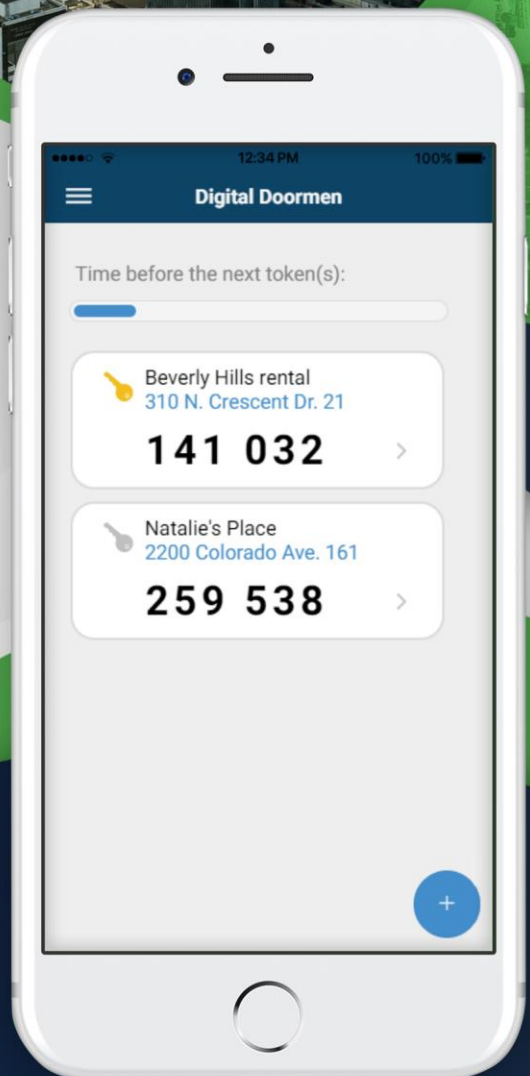 12:34 PM
100%
Digital Doormen
Time before the next token(s):
Beverly Hills rental
310 N. Crescent Dr. 21
141 032
Natalie's Place
2200 Colorado Ave. 161
259 538
+